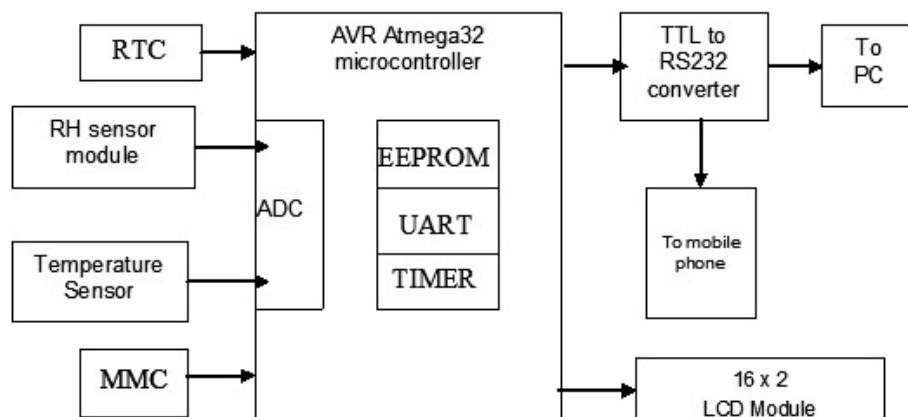 RTC
AVR Atmega32
microcontroller
TTL to
RS232
converter
To
PC
RH sensor
module
ADC
EEPROM
UART
TIMER
To mobile
phone
Temperature
Sensor
MMC
16 x 2
LCD Module